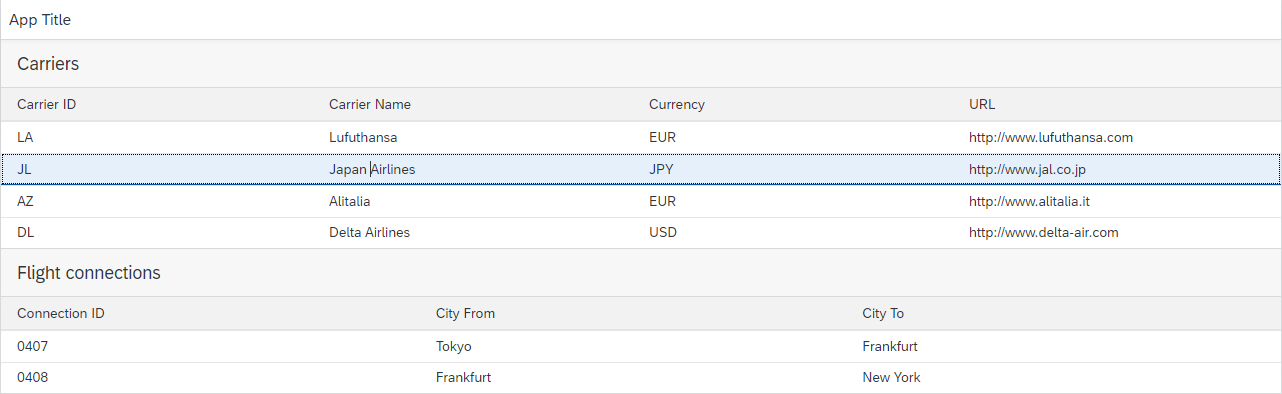 App Title
Carriers
Carrier ID Carrier Name Currency URL
LA Lufuthansa EUR http://www.lufuthansa.com
JL Japan Airlines JPY http://www.jal.co.jp
AZ Alitalia EUR http://www.alitalia.it
DL Delta Airlines USD http://www.delta-air.com
Flight connections
Connection ID City From City To
0407 Tokyo Frankfurt
0408 Frankfurt New York